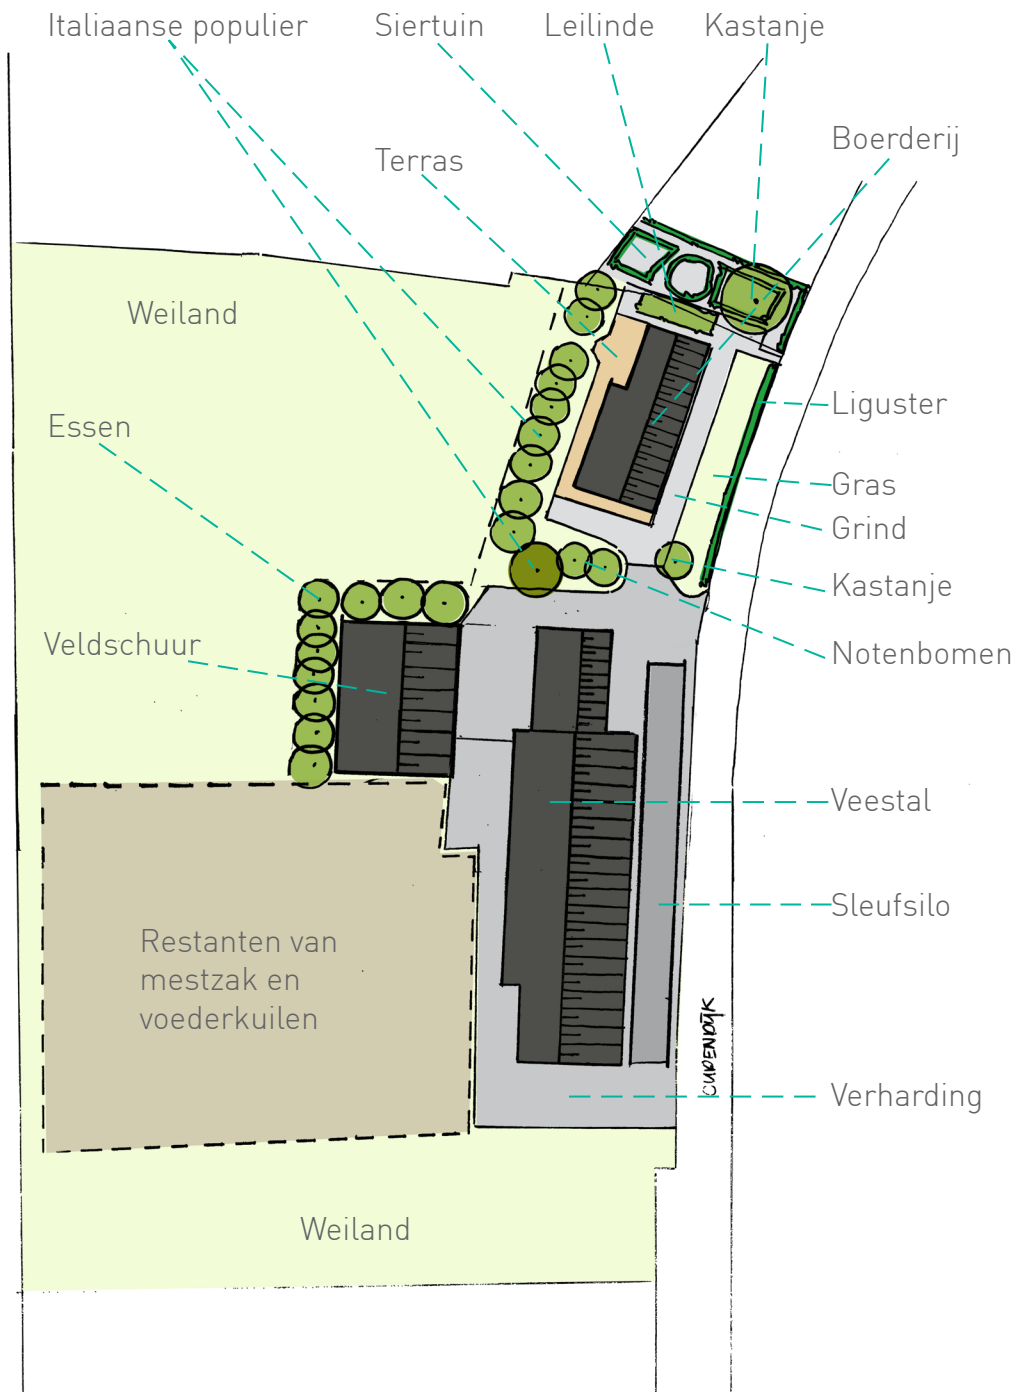 Italiaanse populier
Siertuin
Leilinde
Kastanje
Boerderij
Terras
Weiland
Liguster
Essen
Gras
Grind
Kastanje
Veldschuur
Notenbomen
Veestal
Sleufsilo
Restanten van
mestzak en
voederkuilen
Verharding
Weiland